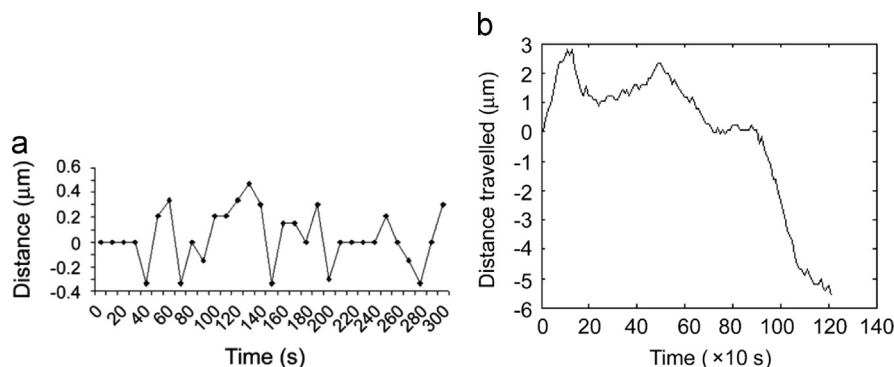 a
Distance (μm)
0.6
0.4
0.2
0
-0.2
-0.4
0 20 40 60 80 100 120 140 160 180 200 220 240 260 280 300
Time (s)
b
Distance travelled (μm)
3
2
1
0
-1
-2
-3
-4
-5
-6
0 20 40 60 80 100 120 140
Time (×10 s)